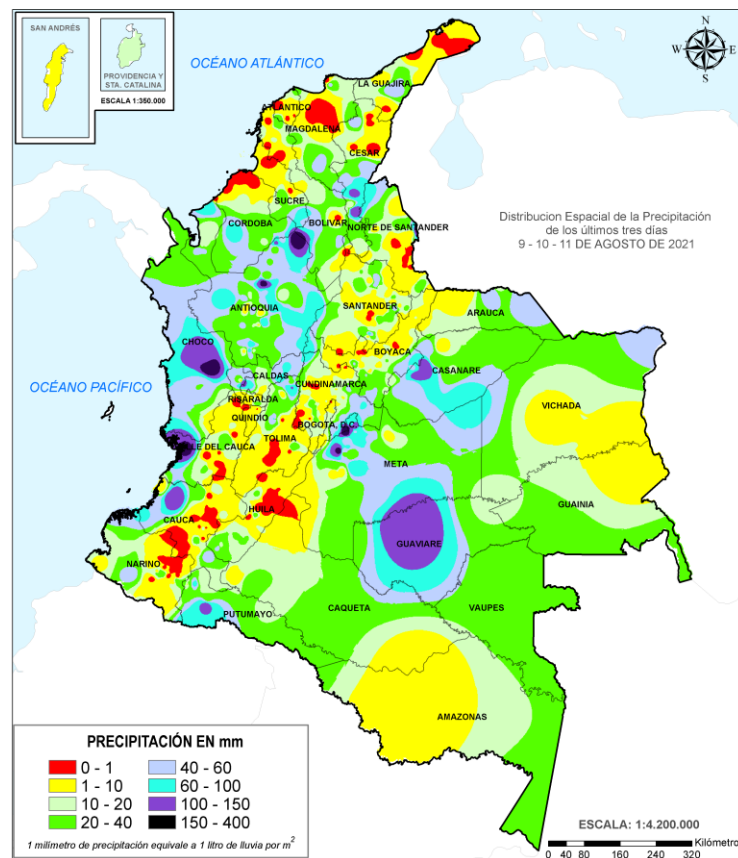 SAN ANDRÉS
PROVIDENCIA Y
STA. CATALINA
ESCALA 1:350.000
OCÉANO ATLÁNTICO
N
W
E
S
LA GUAJIRA
ATLÁNTICO
MAGDALENA
CESAR
SUCRE
CORDOBA
BOLIVAR
NORTE DE SANTANDER
Distribucion Espacial de la Precipitación
de los últimos tres días
9 - 10 - 11 DE AGOSTO DE 2021
ANTIOQUIA
SANTANDER
ARAUCA
CHOCO
BOYACA
CASANARE
OCÉANO PACÍFICO
CALDAS
CUNDINAMARCA
RISARALDA
VICHADA
QUINDIO
BOGOTA, D.C.
TOLIMA
LE DEL CAUCA
META
GUAINIA
HUILA
CAUCA
GUAVIARE
NARIÑO
CAQUETA
VAUPES
PUTUMAYO
AMAZONAS
PRECIPITACIÓN EN mm
0 - 1
40 - 60
1 - 10
60 - 100
10 - 20
100 - 150
20 - 40
150 - 400
1 milímetro de precipitación equivale a 1 litro de lluvia por m²
ESCALA: 1:4.200.000
Kilómetro
0 40 80 160 240 320